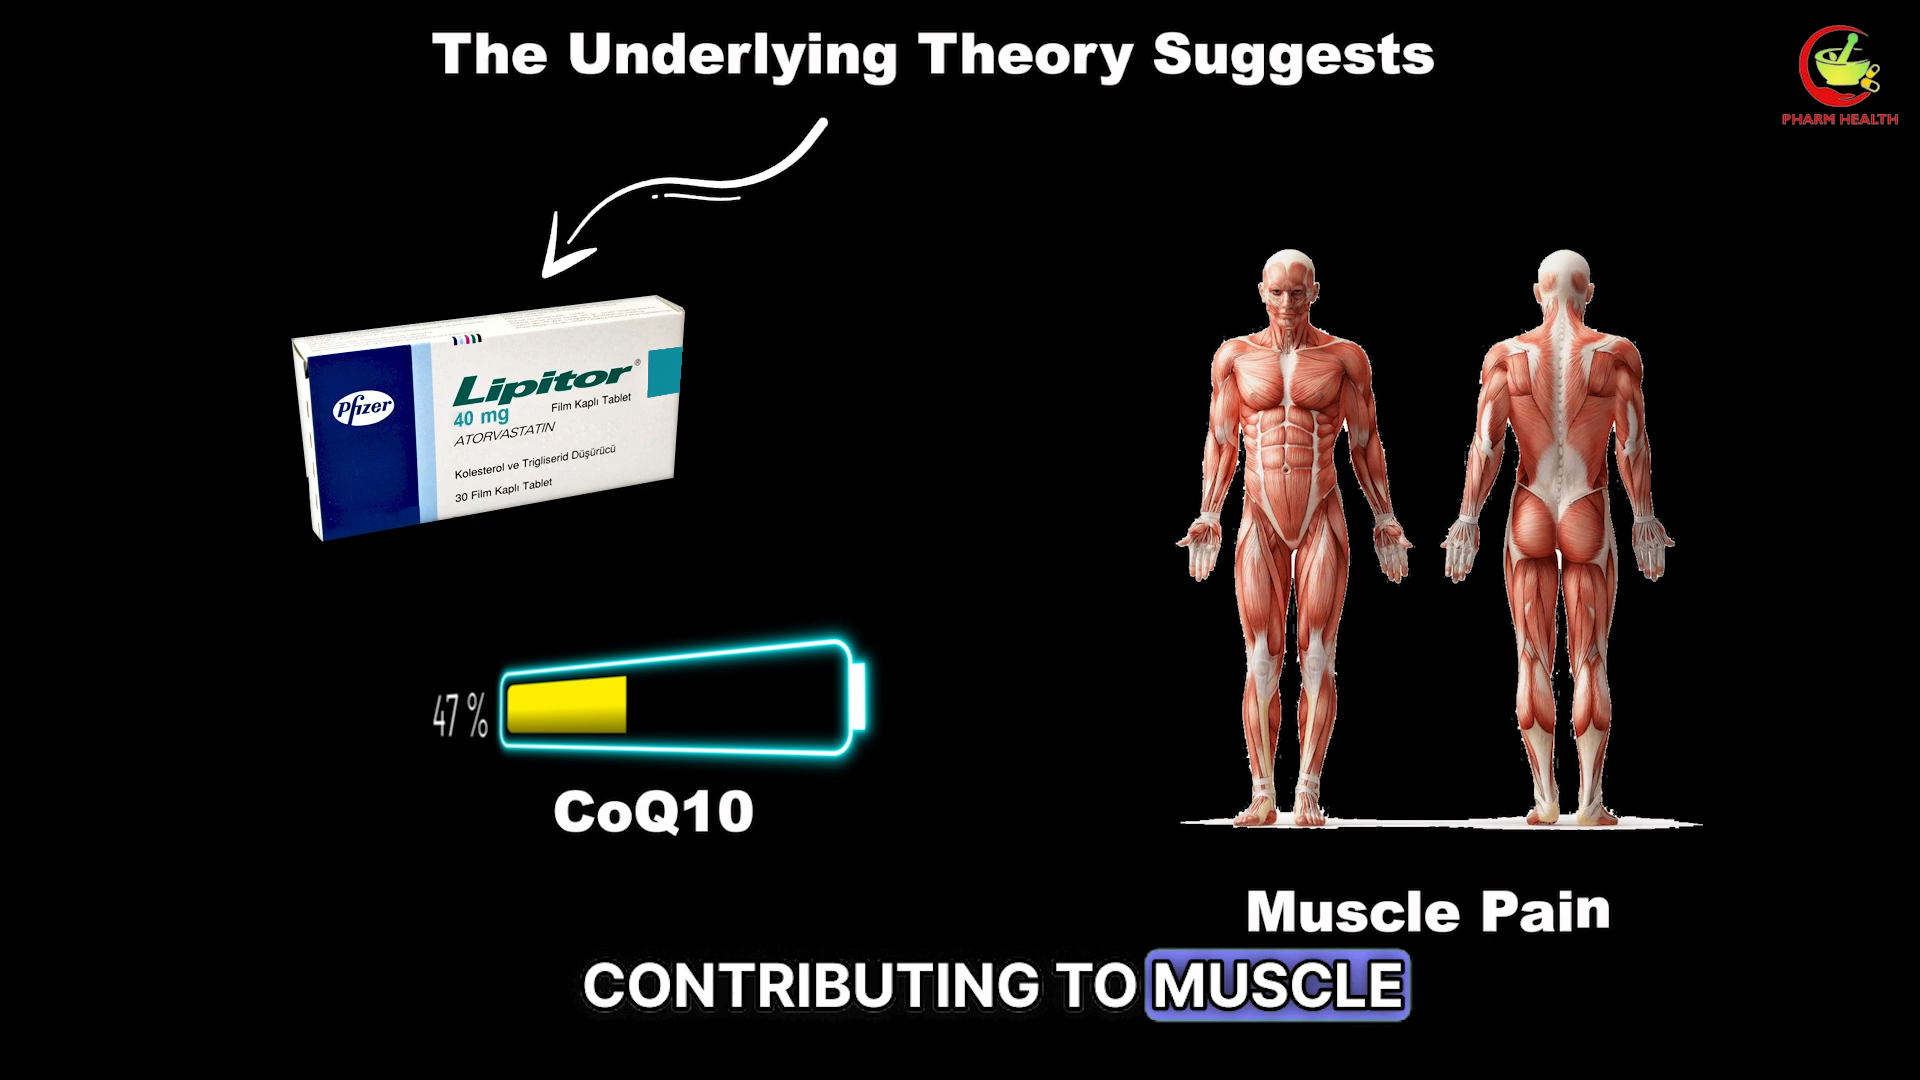 The Underlying Theory Suggests
PHARM HEALTH
Pfizer
Lipitor®
40 mg
Film Kaplı Tablet
ATORVASTATIN
Kolesterol ve Trigliserid Düşürücü
30 Film Kaplı Tablet
47 %
CoQ10
Muscle Pain
CONTRIBUTING TO MUSCLE